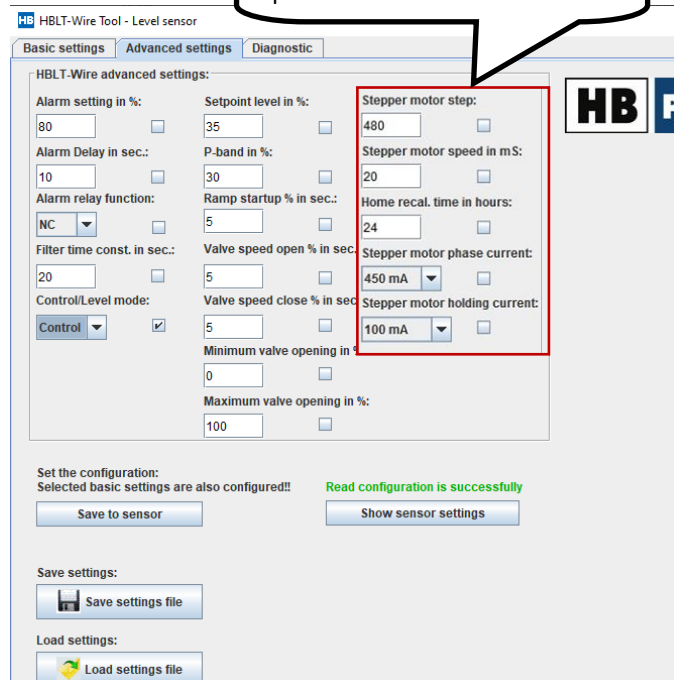 HBLT-Wire Tool - Level sensor
Basic settings Advanced settings Diagnostic
HBLT-Wire advanced settings:
Alarm setting in %:
80
Alarm Delay in sec.:
10
Alarm relay function:
NC
Filter time const. in sec.:
20
Control/Level mode:
Control
Setpoint level in %:
35
P-band in %:
30
Ramp startup % in sec.:
5
Valve speed open % in sec.
5
Valve speed close % in sec
5
Minimum valve opening in
0
Maximum valve opening in %:
100
Stepper motor step:
480
Stepper motor speed in mS:
20
Home recal. time in hours:
24
Stepper motor phase current:
450 mA
Stepper motor holding current:
100 mA
HB
Set the configuration:
Selected basic settings are also configured!!
Save to sensor
Read configuration is successfully
Show sensor settings
Save settings:
Save settings file
Load settings:
Load settings file